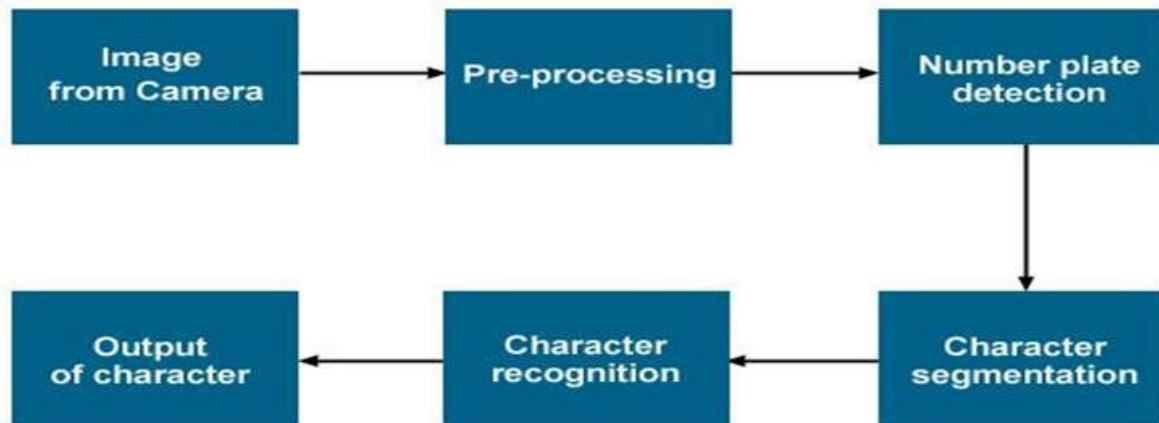 Image
from Camera
Pre-processing
Number plate
detection
Character
segmentation
Character
recognition
Output
of character